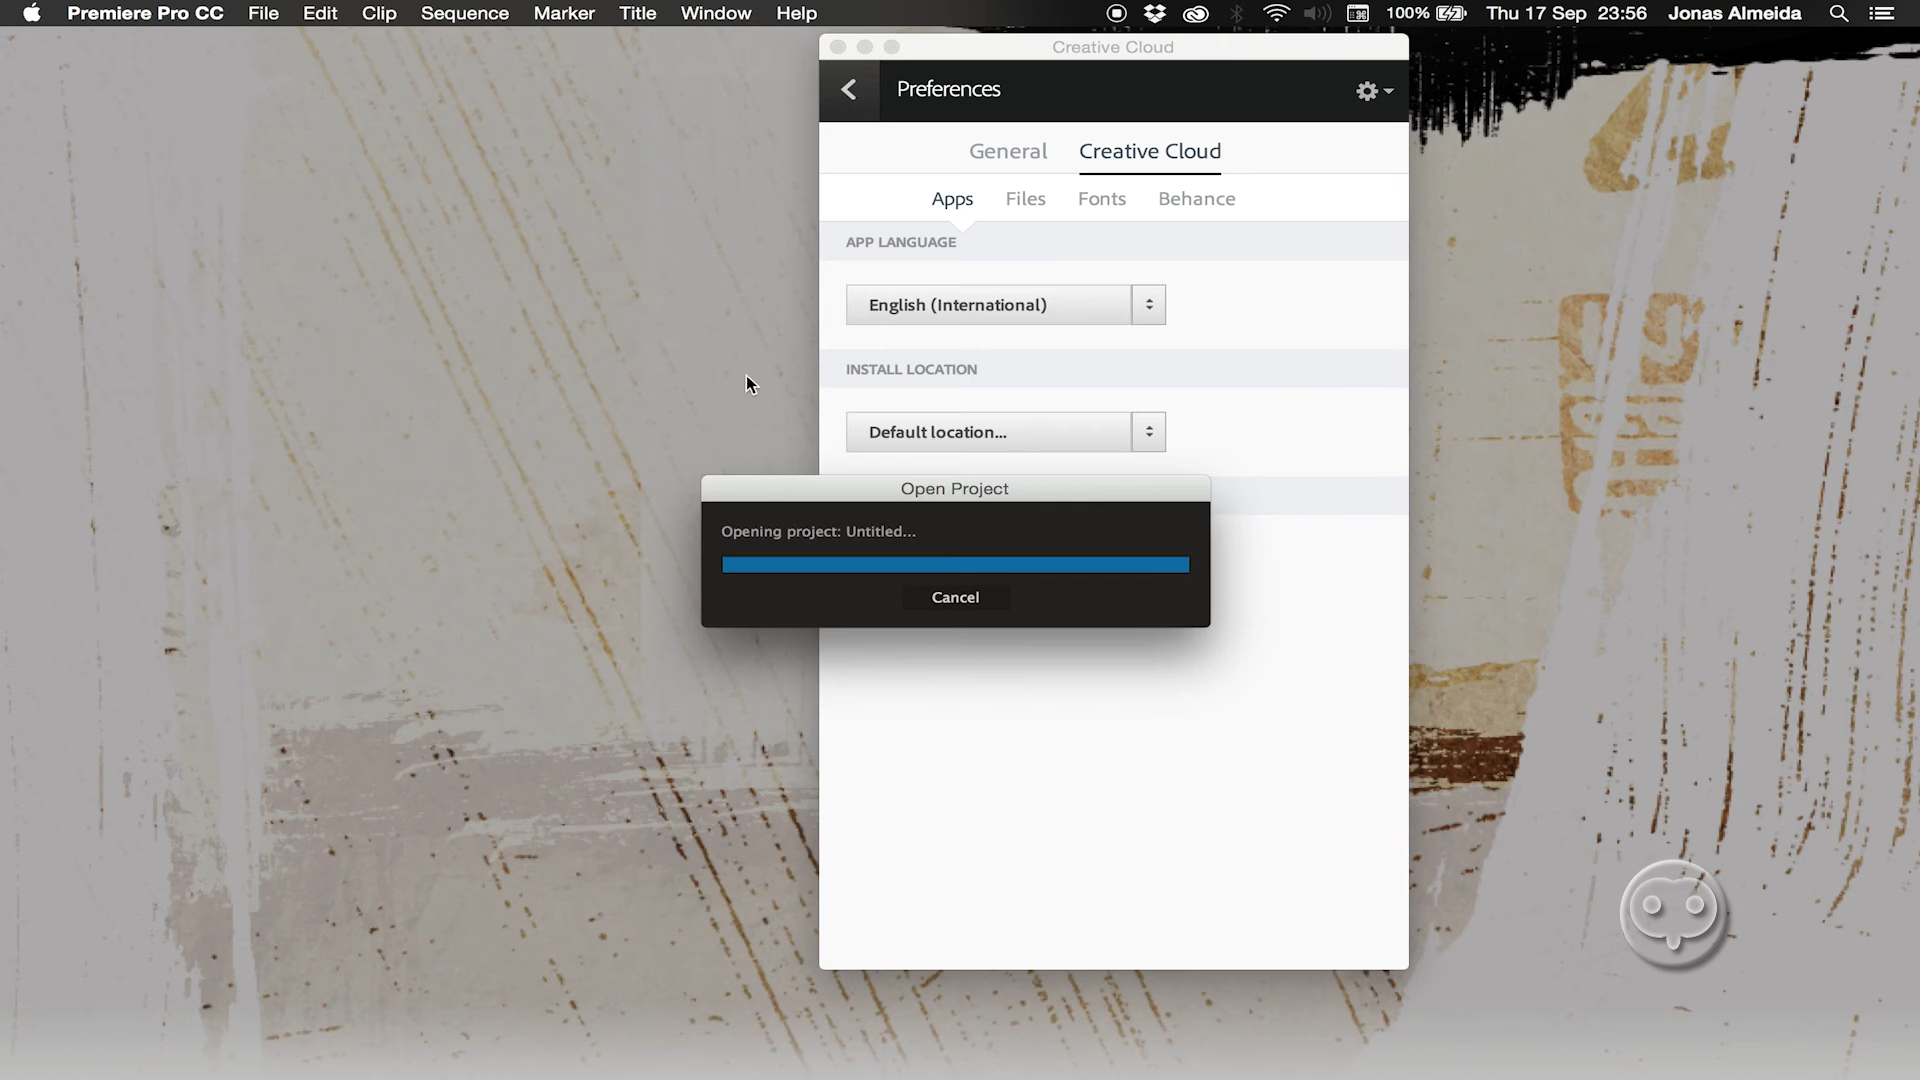 Premiere Pro CC File Edit Clip Sequence Marker Title Window Help 100% Thu 17 Sep 23:56 Jonas Almeida
Creative Cloud
Preferences
General Creative Cloud
Apps Files Fonts Behance
APP LANGUAGE
English (International)
INSTALL LOCATION
Default location...
Open Project
Opening project: Untitled...
Cancel